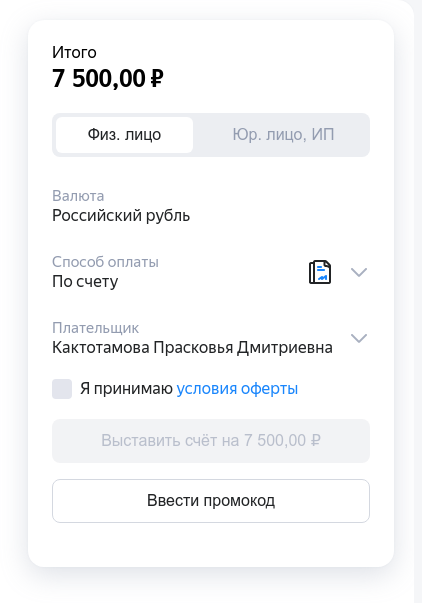 Итого
7 500,00 ₽
Физ. лицо
Юр. лицо, ИП
Валюта
Российский рубль
Способ оплаты
По счету
Плательщик
Кактотамова Прасковья Дмитриевна
Я принимаю условия оферты
Выставить счёт на 7 500,00 ₽
Ввести промокод